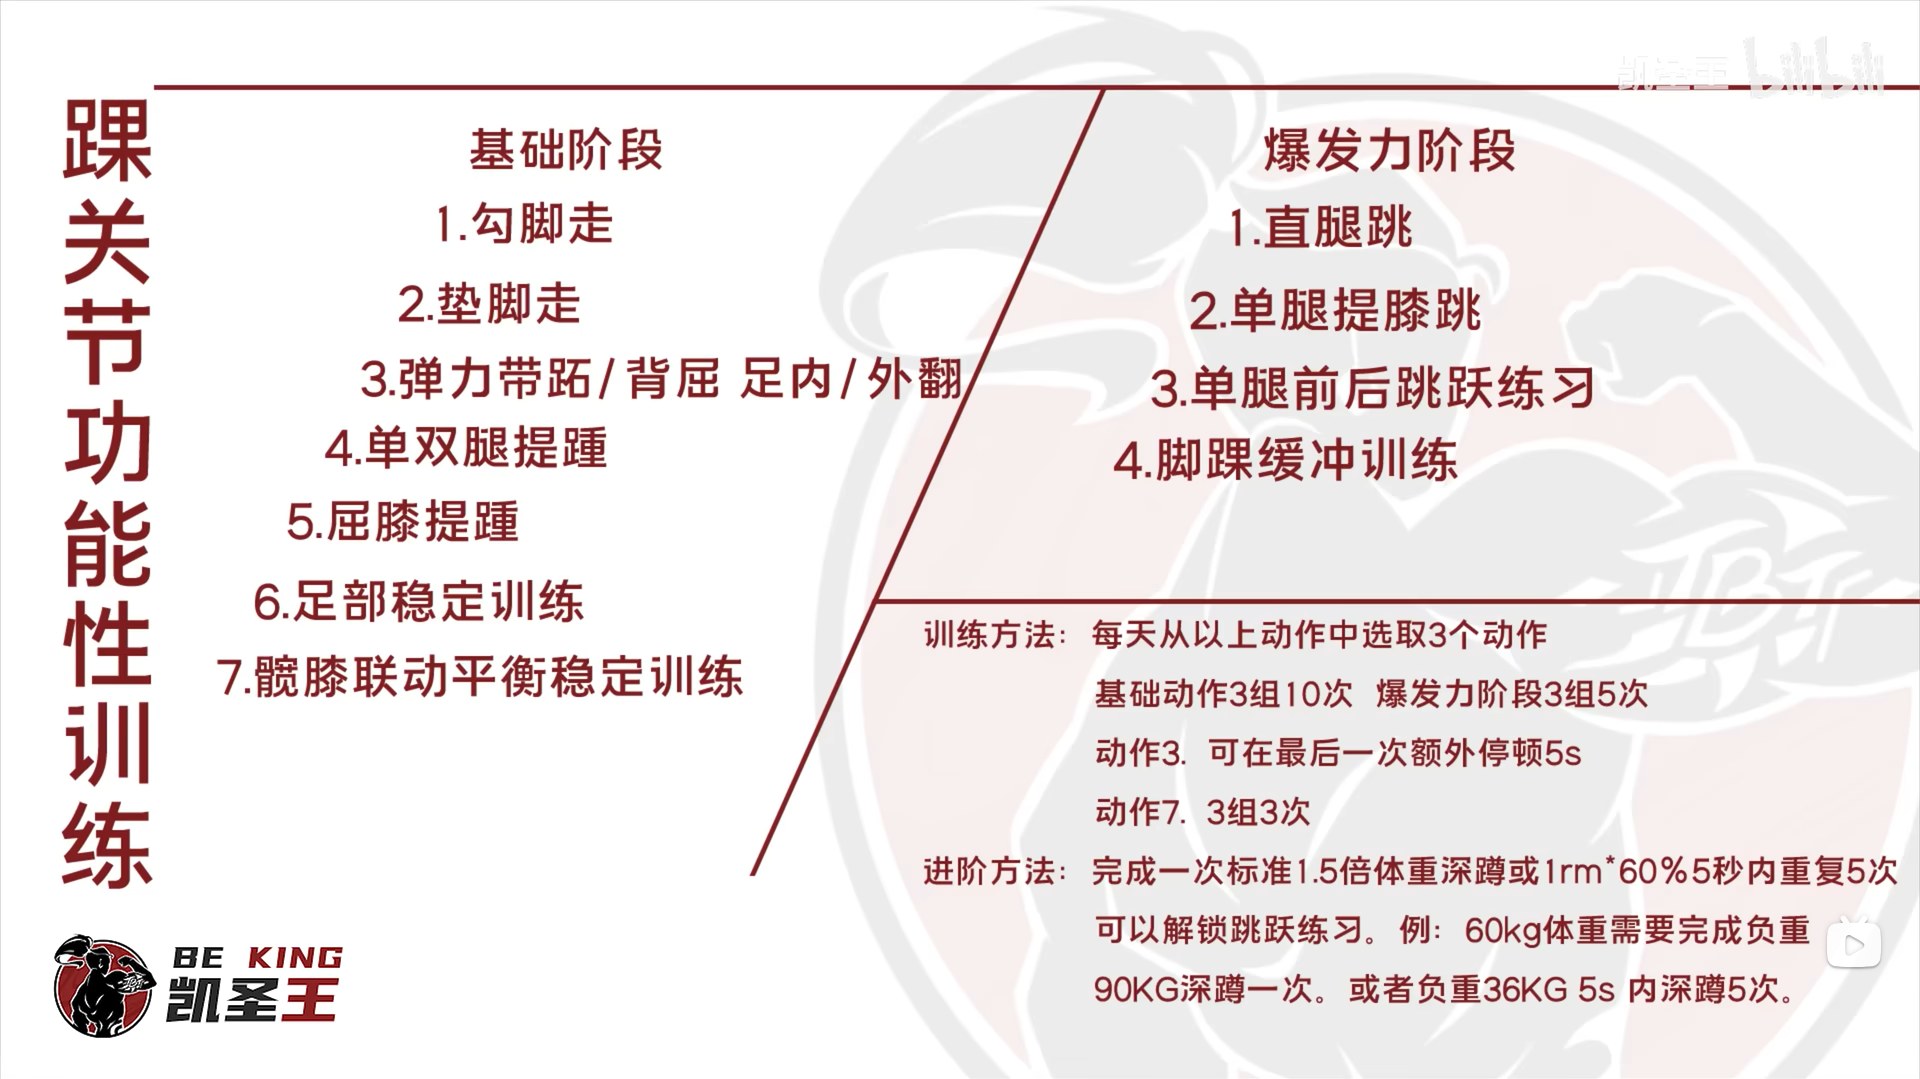 凯圣王 bilibili
踝关节功能性训练
基础阶段
1.勾脚走
2.垫脚走
3.弹力带跖/背屈 足内/外翻
4.单双腿提踵
5.屈膝提踵
6.足部稳定训练
7.髋膝联动平衡稳定训练
爆发力阶段
1.直腿跳
2.单腿提膝跳
3.单腿前后跳跃练习
4.脚踝缓冲训练
训练方法：每天从以上动作中选取3个动作
基础动作3组10次 爆发力阶段3组5次
动作3. 可在最后一次额外停顿5s
动作7. 3组3次
进阶方法：完成一次标准1.5倍体重深蹲或1rm*60%5秒内重复5次
可以解锁跳跃练习。例：60kg体重需要完成负重
90KG深蹲一次。或者负重36KG 5s 内深蹲5次。
BE KING
凯圣王